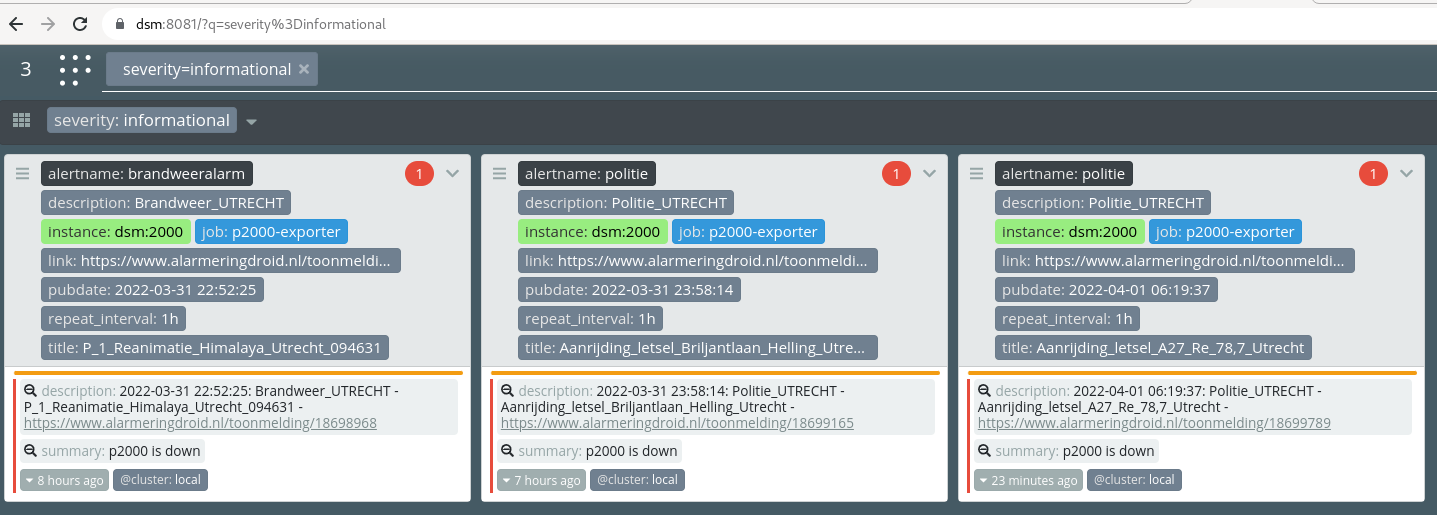 dsm:8081/?q=severity%3Dinformational
3 severity=informational ×
severity: informational
alertname: brandweeralarm 1
description: Brandweer_UTRECHT
instance: dsm:2000 job: p2000-exporter
link: https://www.alarmeringdroid.nl/toonmeldi...
pubdate: 2022-03-31 22:52:25
repeat_interval: 1h
title: P_1_Reanimatie_Himalaya_Utrecht_094631
description: 2022-03-31 22:52:25: Brandweer_UTRECHT -
P_1_Reanimatie_Himalaya_Utrecht_094631 -
https://www.alarmeringdroid.nl/toonmelding/18698968
summary: p2000 is down
8 hours ago @cluster: local
alertname: politie 1
description: Politie_UTRECHT
instance: dsm:2000 job: p2000-exporter
link: https://www.alarmeringdroid.nl/toonmeldi...
pubdate: 2022-03-31 23:58:14
repeat_interval: 1h
title: Aanrijding_letsel_Briljantlaan_Helling_Utre...
description: 2022-03-31 23:58:14: Politie_UTRECHT -
Aanrijding_letsel_Briljantlaan_Helling_Utrecht -
https://www.alarmeringdroid.nl/toonmelding/18699165
summary: p2000 is down
7 hours ago @cluster: local
alertname: politie 1
description: Politie_UTRECHT
instance: dsm:2000 job: p2000-exporter
link: https://www.alarmeringdroid.nl/toonmeldi...
pubdate: 2022-04-01 06:19:37
repeat_interval: 1h
title: Aanrijding_letsel_A27_Re_78,7_Utrecht
description: 2022-04-01 06:19:37: Politie_UTRECHT -
Aanrijding_letsel_A27_Re_78,7_Utrecht -
https://www.alarmeringdroid.nl/toonmelding/18699789
summary: p2000 is down
23 minutes ago @cluster: local